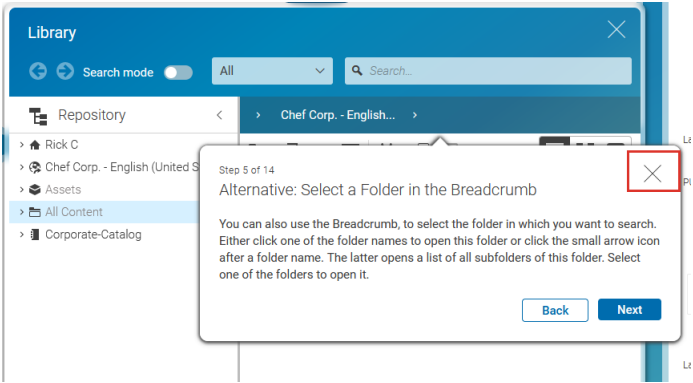 Library
Search mode
All
Search...
Repository
Chef Corp. - English...
Rick C
Chef Corp. - English (United S
Assets
All Content
Corporate-Catalog
Step 5 of 14
Alternative: Select a Folder in the Breadcrumb
You can also use the Breadcrumb, to select the folder in which you want to search.
Either click one of the folder names to open this folder or click the small arrow icon
after a folder name. The latter opens a list of all subfolders of this folder. Select
one of the folders to open it.
Back
Next